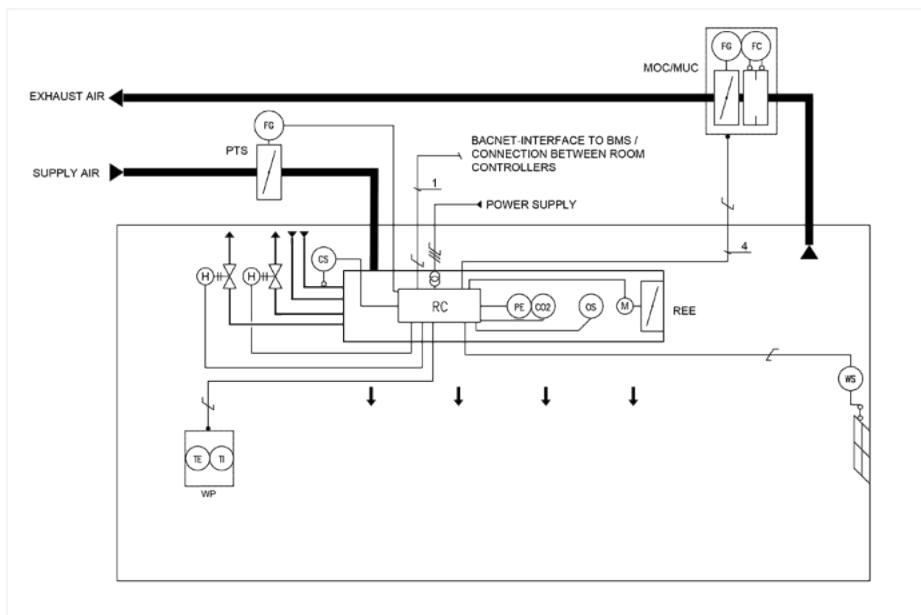 FG FC
MOC/MUC
EXHAUST AIR
FG
PTS
BACNET-INTERFACE TO BMS /
CONNECTION BETWEEN ROOM
CONTROLLERS
SUPPLY AIR
1
POWER SUPPLY
4
CS
H H
RC
PE CO2 OS M
REE
WS
TE TI
WP